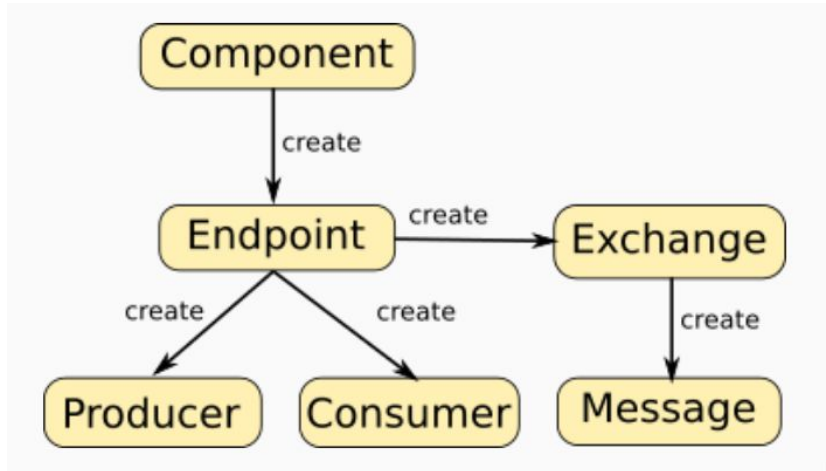 Component
create
Endpoint
create
Exchange
create
create
create
Producer
Consumer
Message